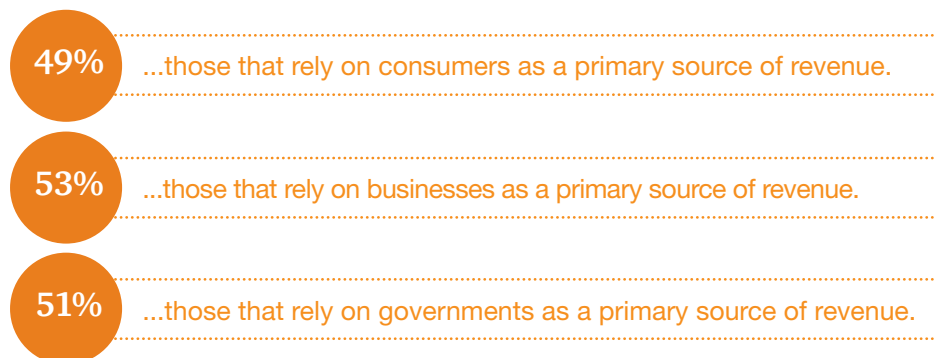 49%
...those that rely on consumers as a primary source of revenue.
53%
...those that rely on businesses as a primary source of revenue.
51%
...those that rely on governments as a primary source of revenue.